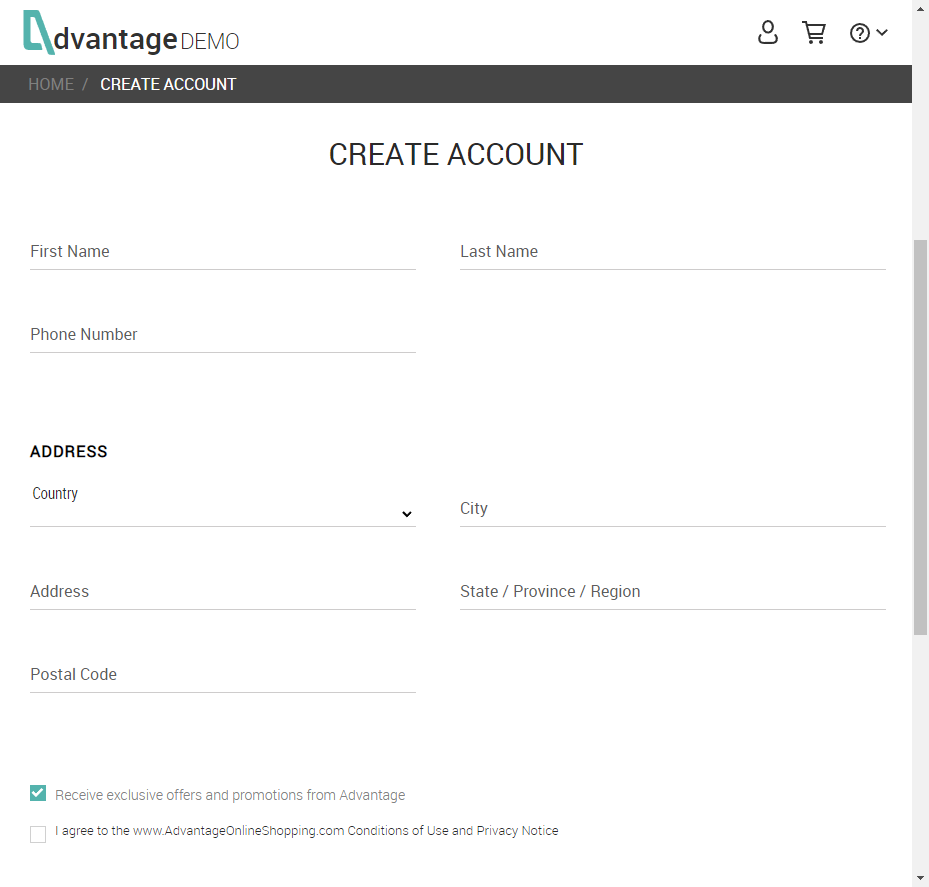 dvantage DEMO
HOME / CREATE ACCOUNT
CREATE ACCOUNT
First Name
Last Name
Phone Number
ADDRESS
Country
City
Address
State / Province / Region
Postal Code
Receive exclusive offers and promotions from Advantage
I agree to the www.AdvantageOnlineShopping.com Conditions of Use and Privacy Notice